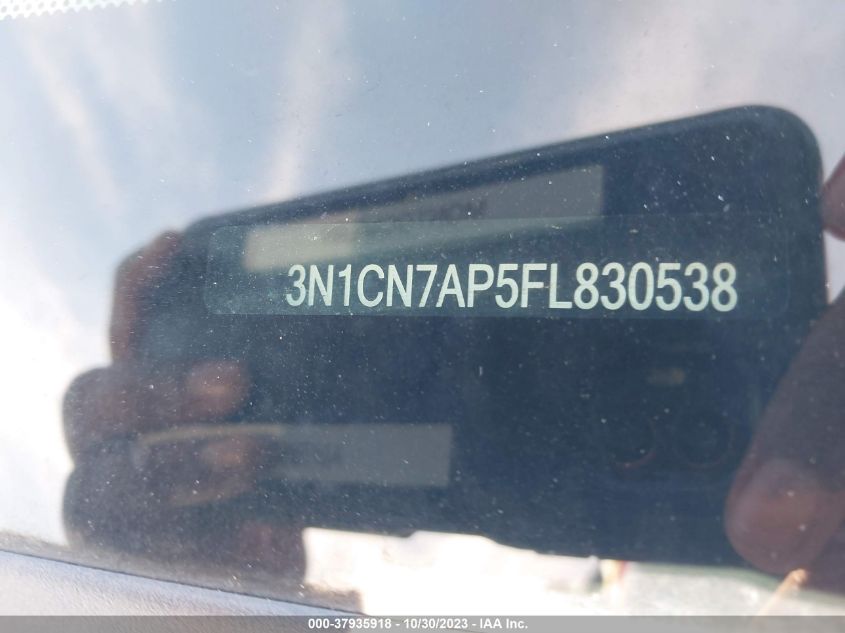 3N1CN7AP5FL830538
000-37935918 - 10/30/2023 - IAA Inc.